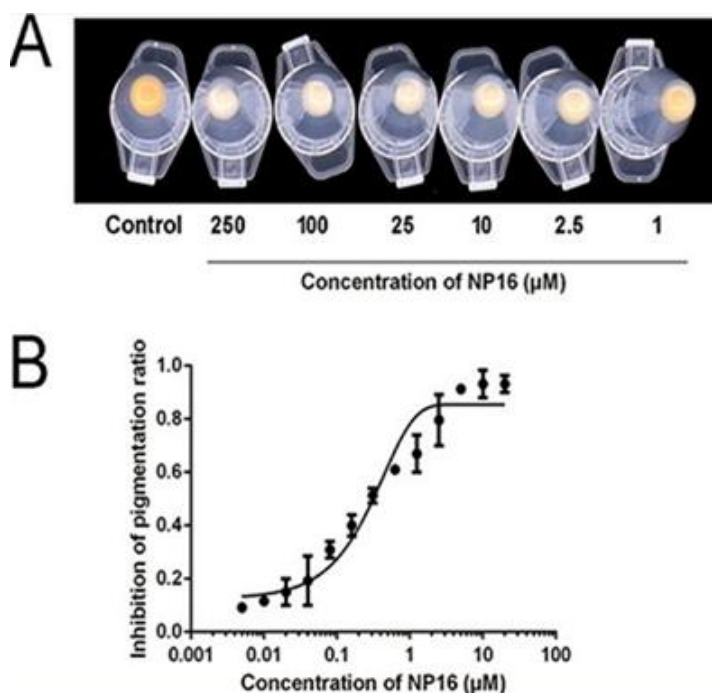 A
Control 250 100 25 10 2.5 1
Concentration of NP16 (µM)
B
Inhibition of pigmentation ratio
1.0
0.8
0.6
0.4
0.2
0.0
0.001 0.01 0.1 1 10 100
Concentration of NP16 (µM)